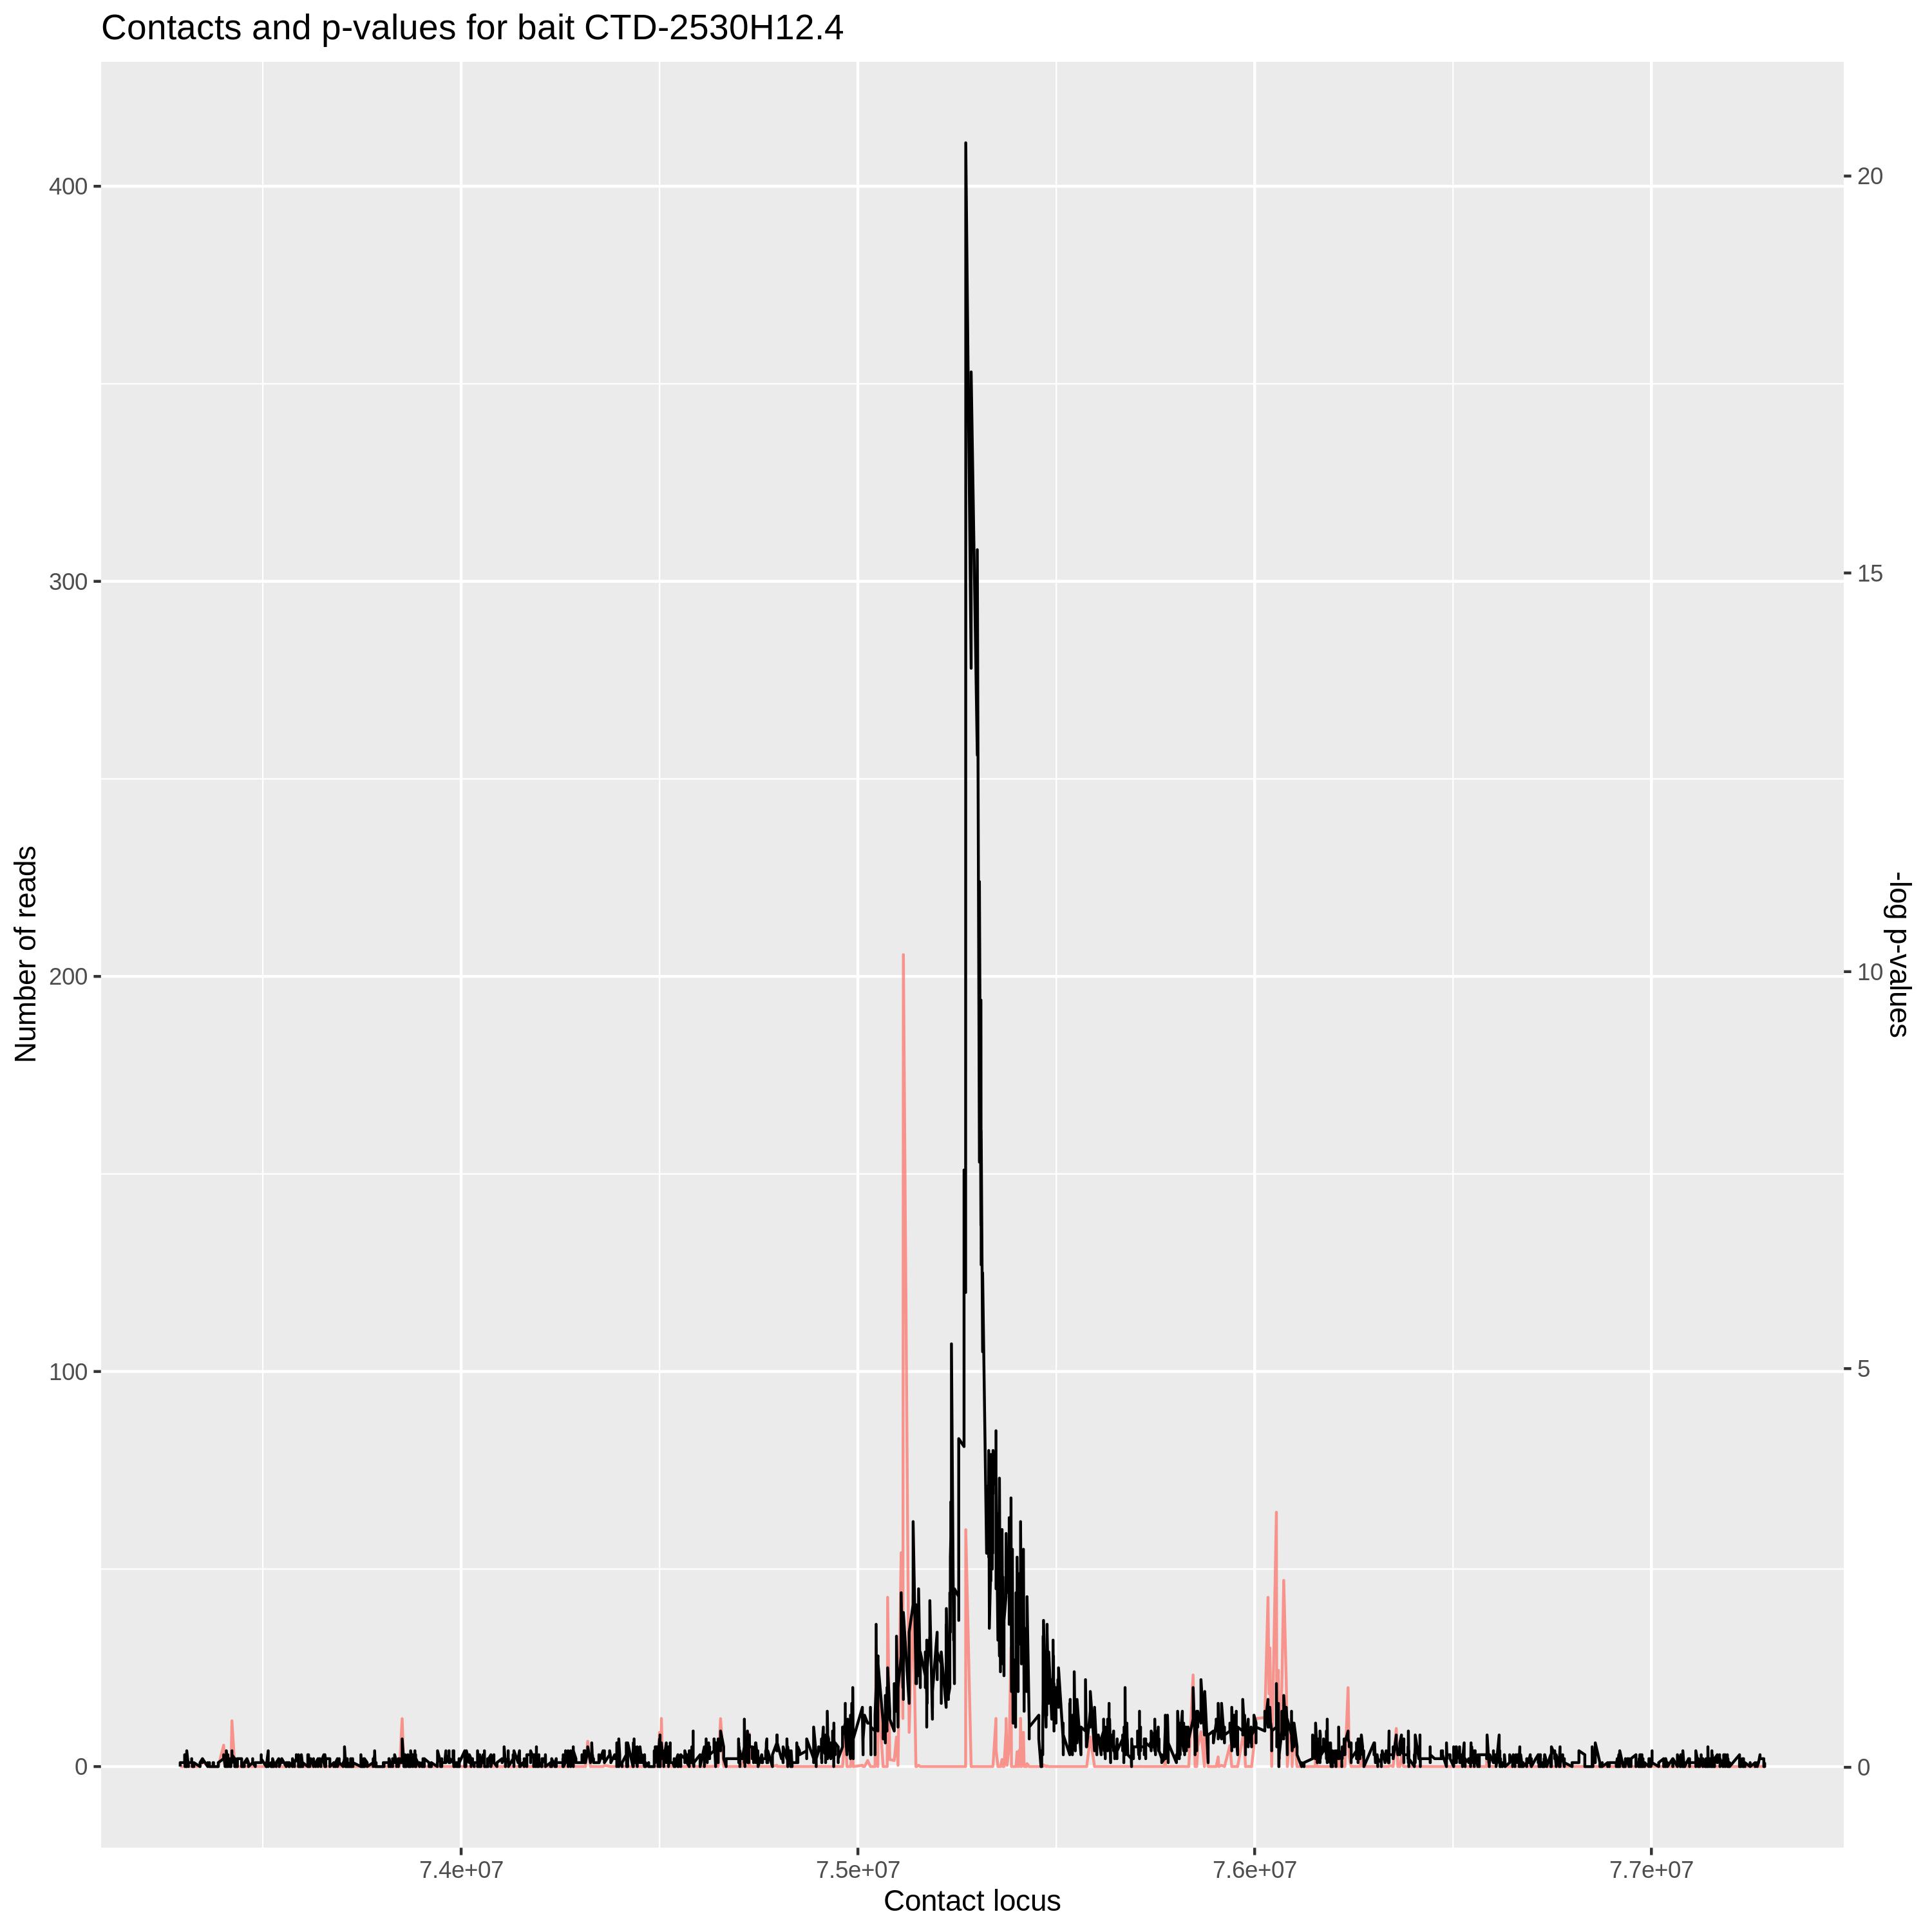 Contacts and p-values for bait CTD-2530H12.4
400
300
200
100
0
Number of reads
20
15
10
5
0
-log p-values
7.4e+07 7.5e+07 7.6e+07 7.7e+07
Contact locus